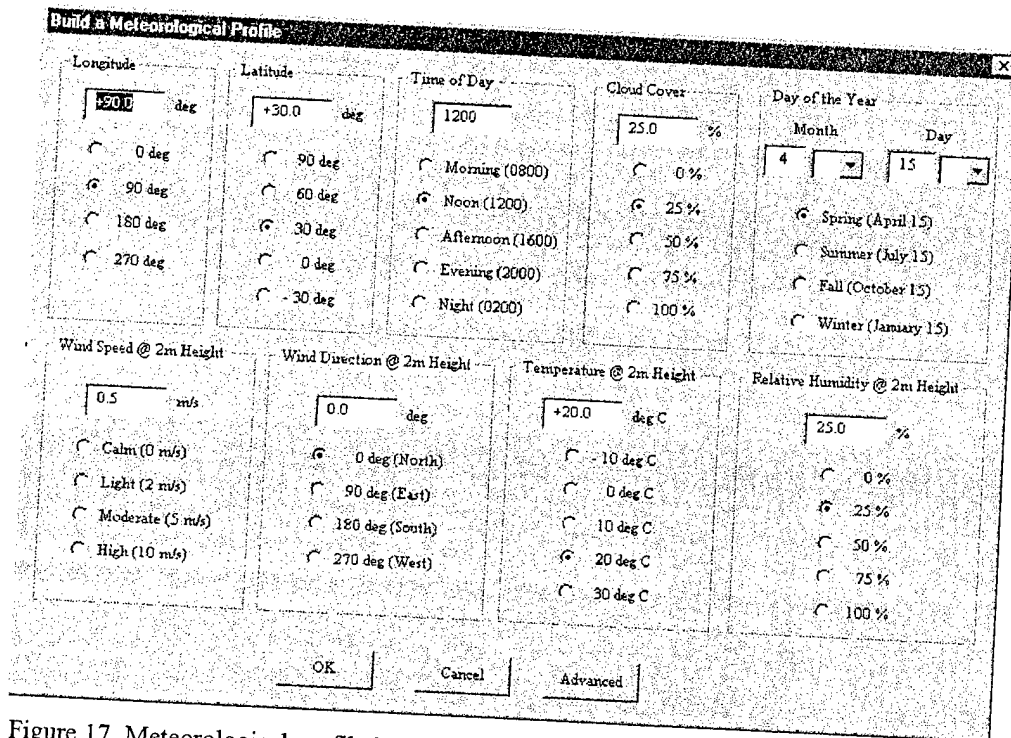 Build a Meteorological Profile
Longitude
+90.0 deg
0 deg
90 deg
180 deg
270 deg
Latitude
+30.0 deg
90 deg
60 deg
30 deg
0 deg
- 30 deg
Time of Day
1200
Morning (0800)
Noon (1200)
Afternoon (1600)
Evening (2000)
Night (0200)
Cloud Cover
25.0 %
0 %
25 %
50 %
75 %
100 %
Day of the Year
Month Day
4 15
Spring (April 15)
Summer (July 15)
Fall (October 15)
Winter (January 15)
Wind Speed @ 2m Height
0.5 m/s
Calm (0 m/s)
Light (2 m/s)
Moderate (5 m/s)
High (10 m/s)
Wind Direction @ 2m Height
0.0 deg
0 deg (North)
90 deg (East)
180 deg (South)
270 deg (West)
Temperature @ 2m Height
+20.0 deg C
- 10 deg C
0 deg C
10 deg C
20 deg C
30 deg C
Relative Humidity @ 2m Height
25.0 %
0 %
25 %
50 %
75 %
100 %
OK Cancel Advanced
Figure 17. Meteorological